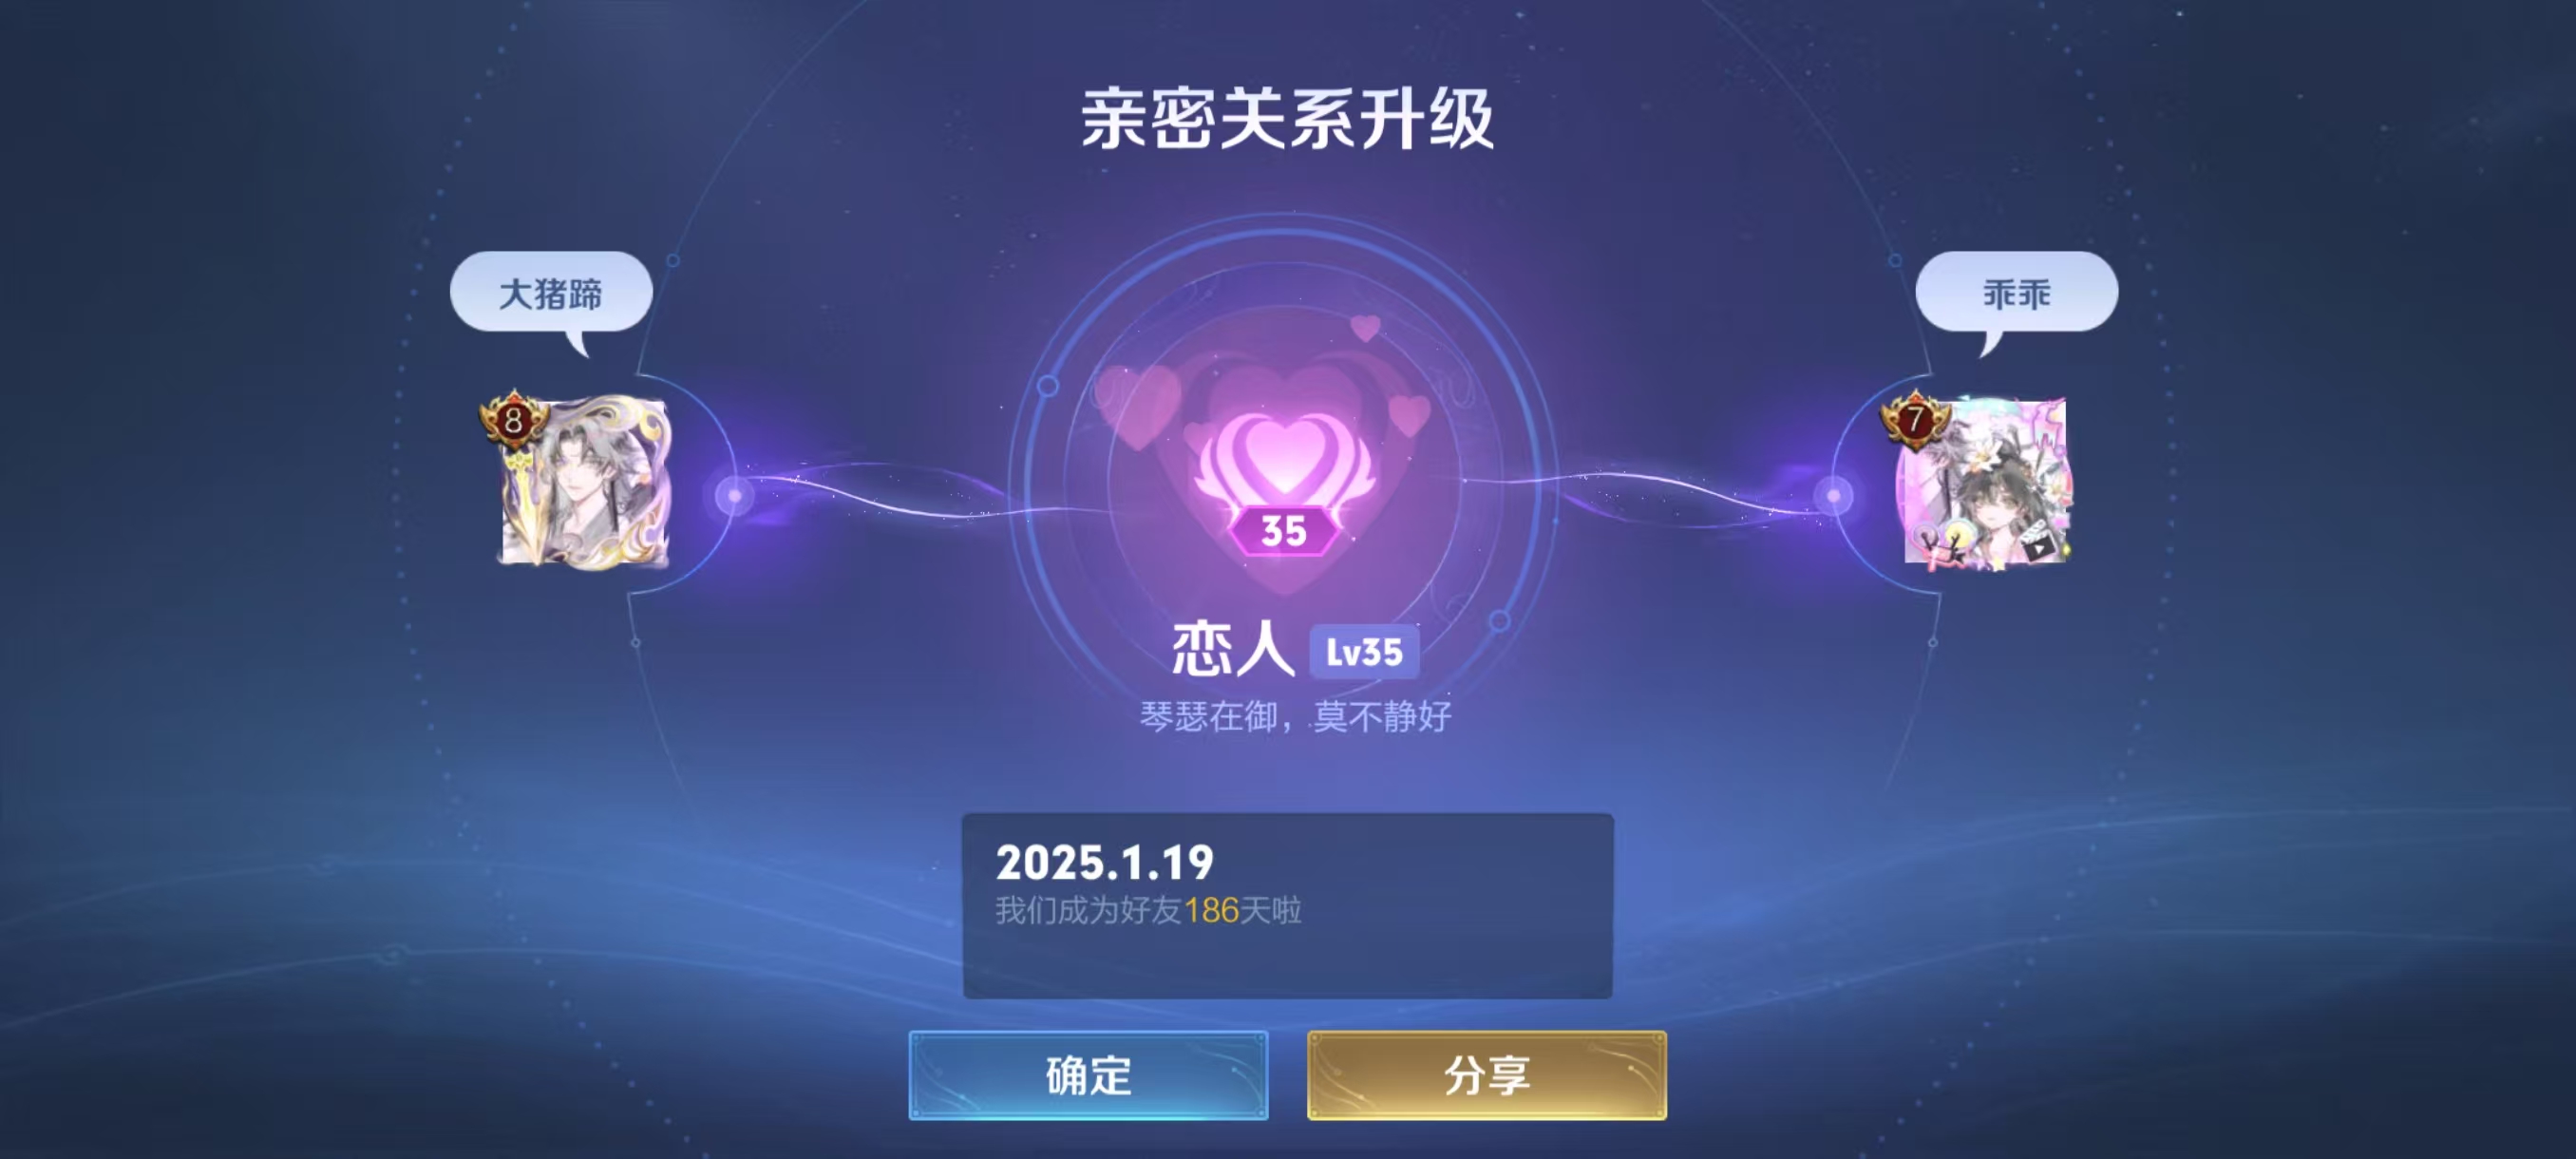 亲密关系升级
大猪蹄
乖乖
8
7
35
恋人 Lv35
琴瑟在御，莫不静好
2025.1.19
我们成为好友186天啦
确定
分享